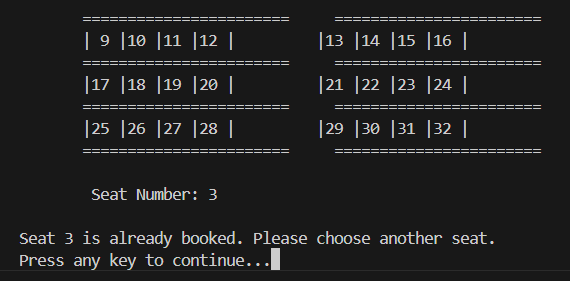 =======================     =======================
| 9 |10 |11 |12 |         |13 |14 |15 |16 |
=======================     =======================
|17 |18 |19 |20 |         |21 |22 |23 |24 |
=======================     =======================
|25 |26 |27 |28 |         |29 |30 |31 |32 |
=======================     =======================
Seat Number: 3
Seat 3 is already booked. Please choose another seat.
Press any key to continue...